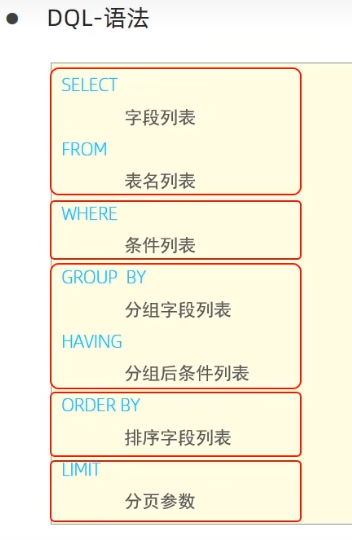 ● DQL-语法
SELECT
字段列表
FROM
表名列表
WHERE
条件列表
GROUP BY
分组字段列表
HAVING
分组后条件列表
ORDER BY
排序字段列表
LIMIT
分页参数